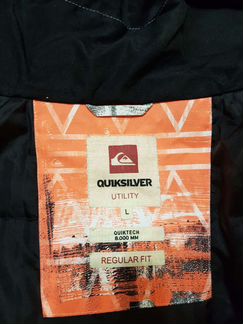 QUIKSILVER
UTILITY
L
QUIKTECH
8.000 MM
REGULAR FIT